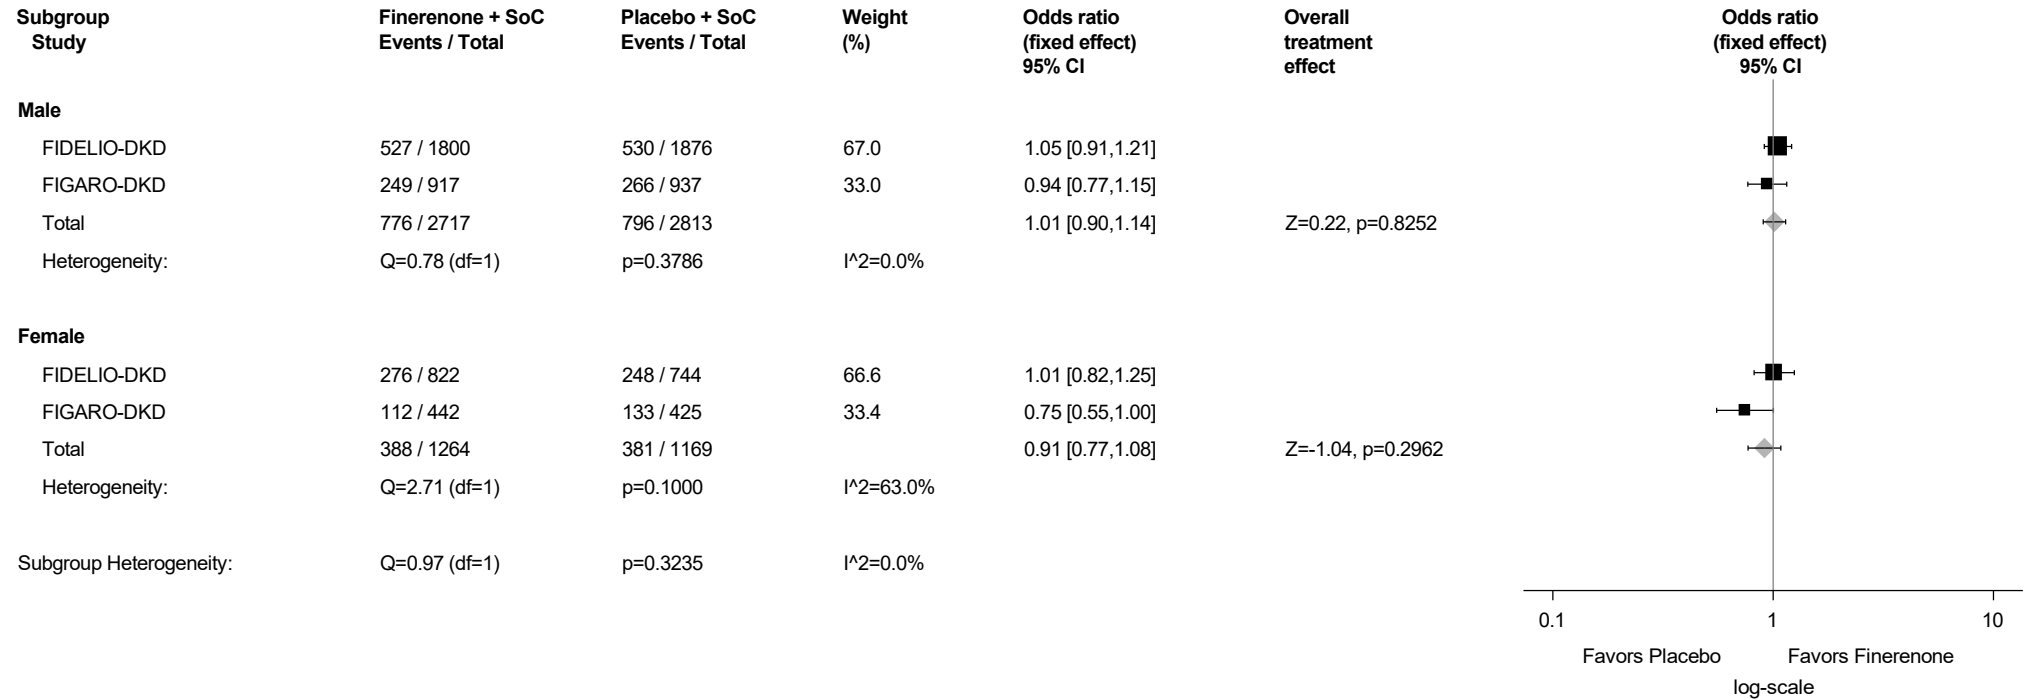 Subgroup Finerenone + SoC Placebo + SoC Weight Odds ratio Overall Odds ratio
Study Events / Total Events / Total (%) (fixed effect) treatment (fixed effect)
95% CI effect 95% CI
Male
FIDELIO-DKD 527 / 1800 530 / 1876 67.0 1.05 [0.91,1.21]
FIGARO-DKD 249 / 917 266 / 937 33.0 0.94 [0.77,1.15]
Total 776 / 2717 796 / 2813 1.01 [0.90,1.14] Z=0.22, p=0.8252
Heterogeneity: Q=0.78 (df=1) p=0.3786 I^2=0.0%
Female
FIDELIO-DKD 276 / 822 248 / 744 66.6 1.01 [0.82,1.25]
FIGARO-DKD 112 / 442 133 / 425 33.4 0.75 [0.55,1.00]
Total 388 / 1264 381 / 1169 0.91 [0.77,1.08] Z=-1.04, p=0.2962
Heterogeneity: Q=2.71 (df=1) p=0.1000 I^2=63.0%
Subgroup Heterogeneity: Q=0.97 (df=1) p=0.3235 I^2=0.0%
0.1 1 10
Favors Placebo Favors Finerenone
log-scale